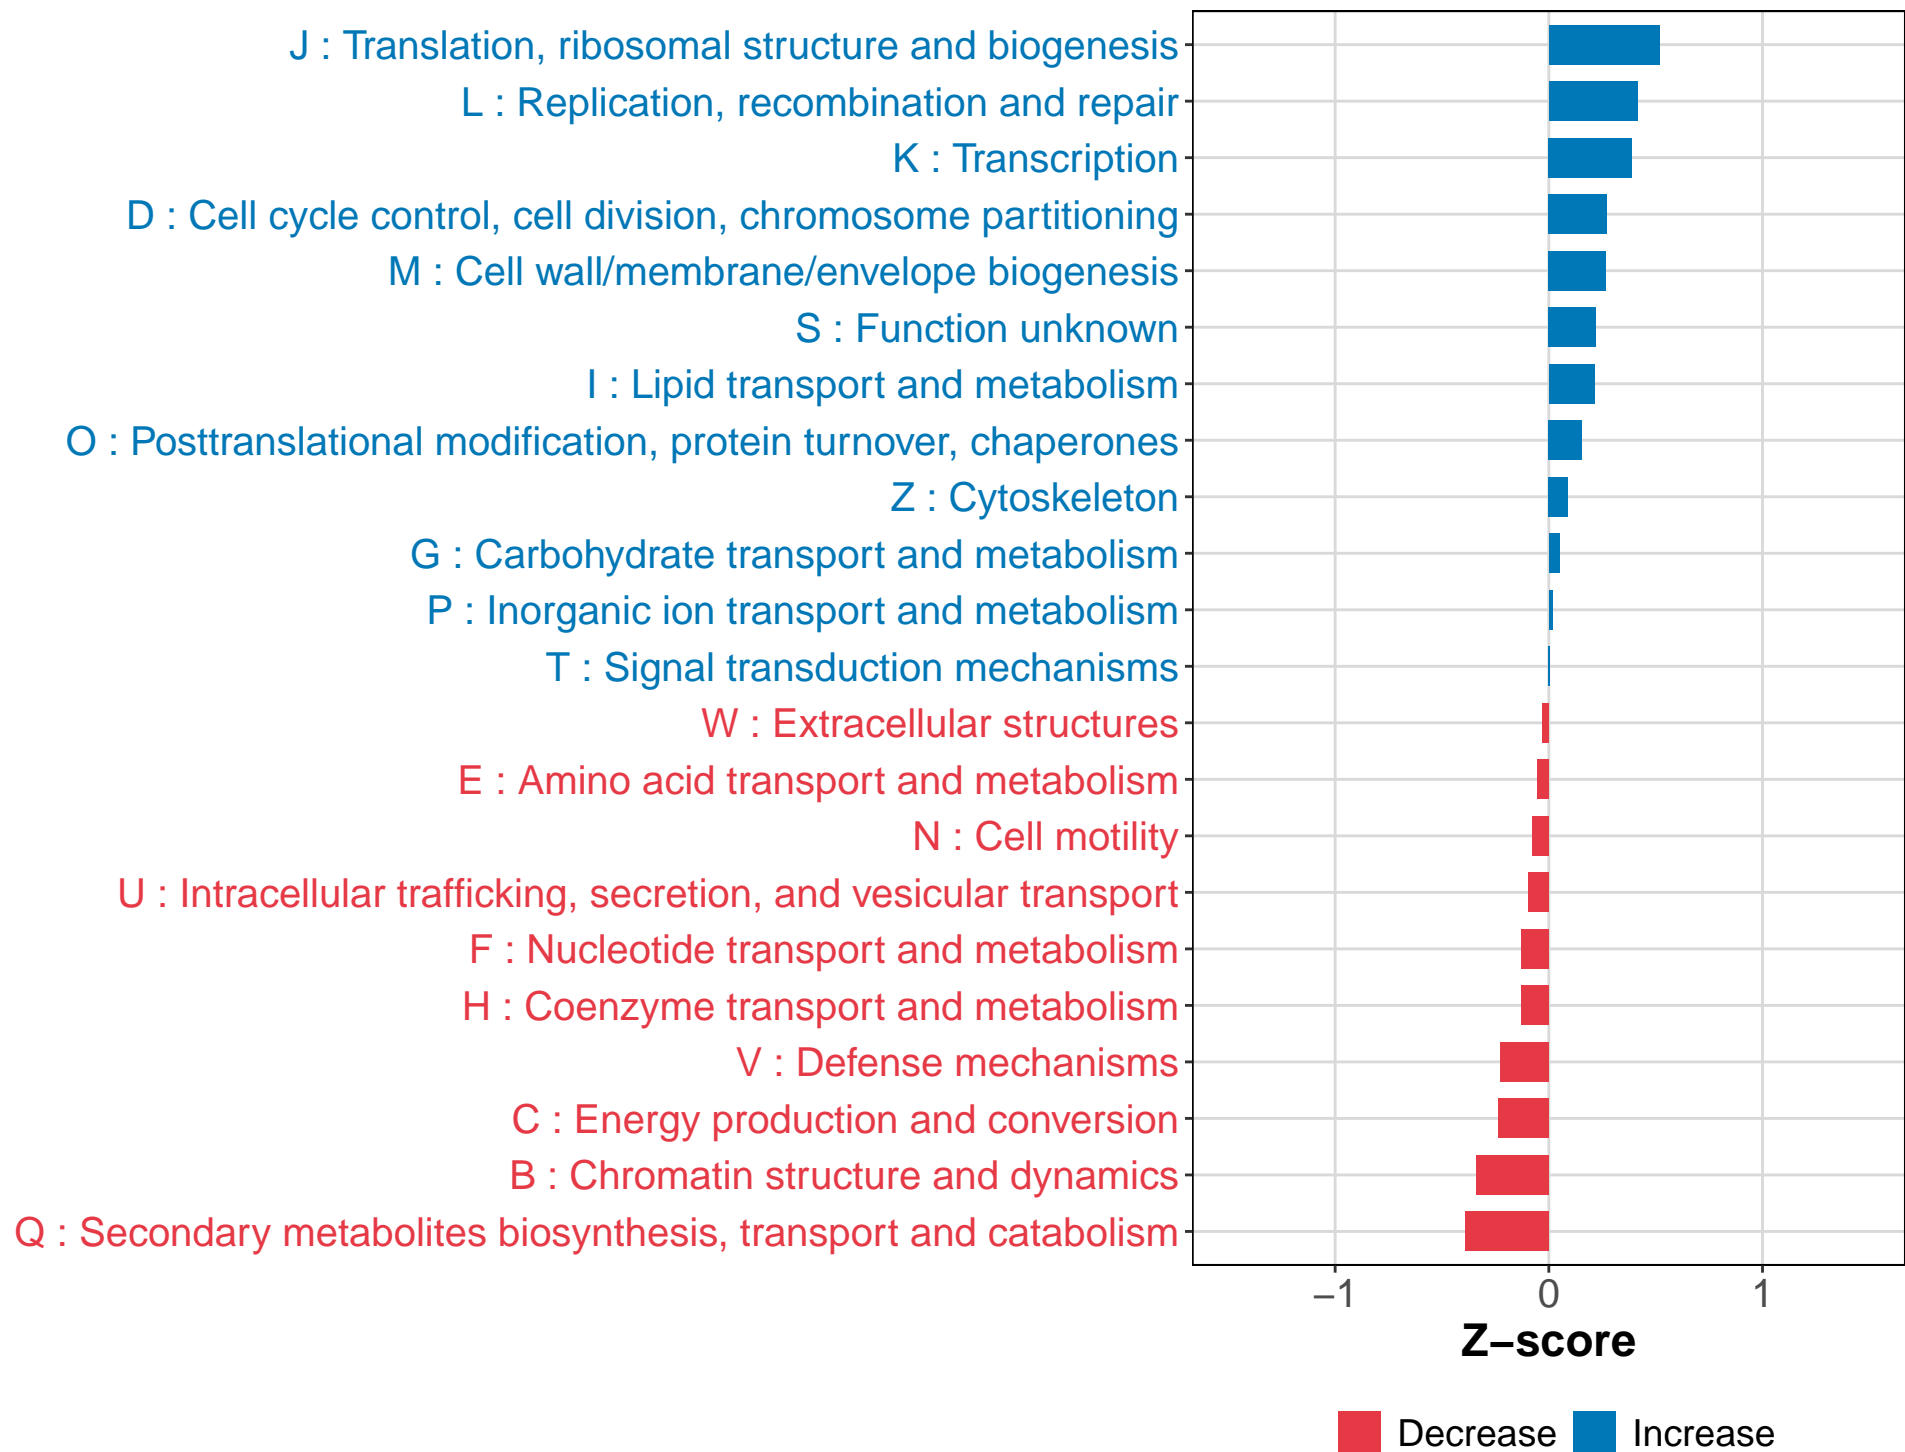 J : Translation, ribosomal structure and biogenesis
L : Replication, recombination and repair
K : Transcription
D : Cell cycle control, cell division, chromosome partitioning
M : Cell wall/membrane/envelope biogenesis
S : Function unknown
I : Lipid transport and metabolism
O : Posttranslational modification, protein turnover, chaperones
Z : Cytoskeleton
G : Carbohydrate transport and metabolism
P : Inorganic ion transport and metabolism
T : Signal transduction mechanisms
W : Extracellular structures
E : Amino acid transport and metabolism
N : Cell motility
U : Intracellular trafficking, secretion, and vesicular transport
F : Nucleotide transport and metabolism
H : Coenzyme transport and metabolism
V : Defense mechanisms
C : Energy production and conversion
B : Chromatin structure and dynamics
Q : Secondary metabolites biosynthesis, transport and catabolism
−1 0 1
Z−score
Decrease Increase